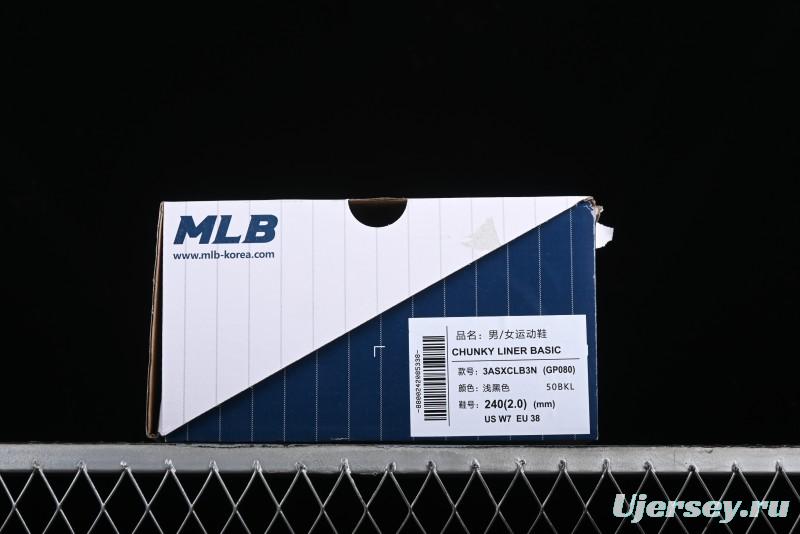 MLB
www.mlb-korea.com
品名：男/女运动鞋
CHUNKY LINER BASIC
款号：3ASXCLB3N (GP080)
颜色：浅黑色 50BKL
鞋号：240(2.0) (mm)
US W7 EU 38
-8800242085338-
Ujersey.ru